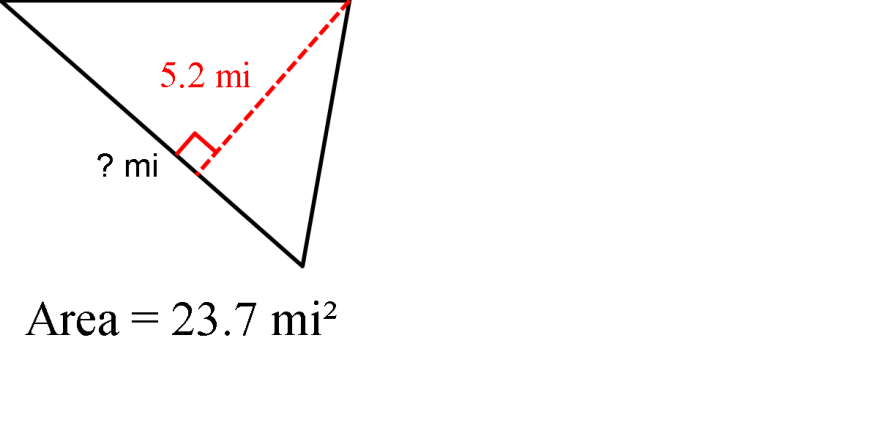 5.2 mi
? mi
Area = 23.7 mi²